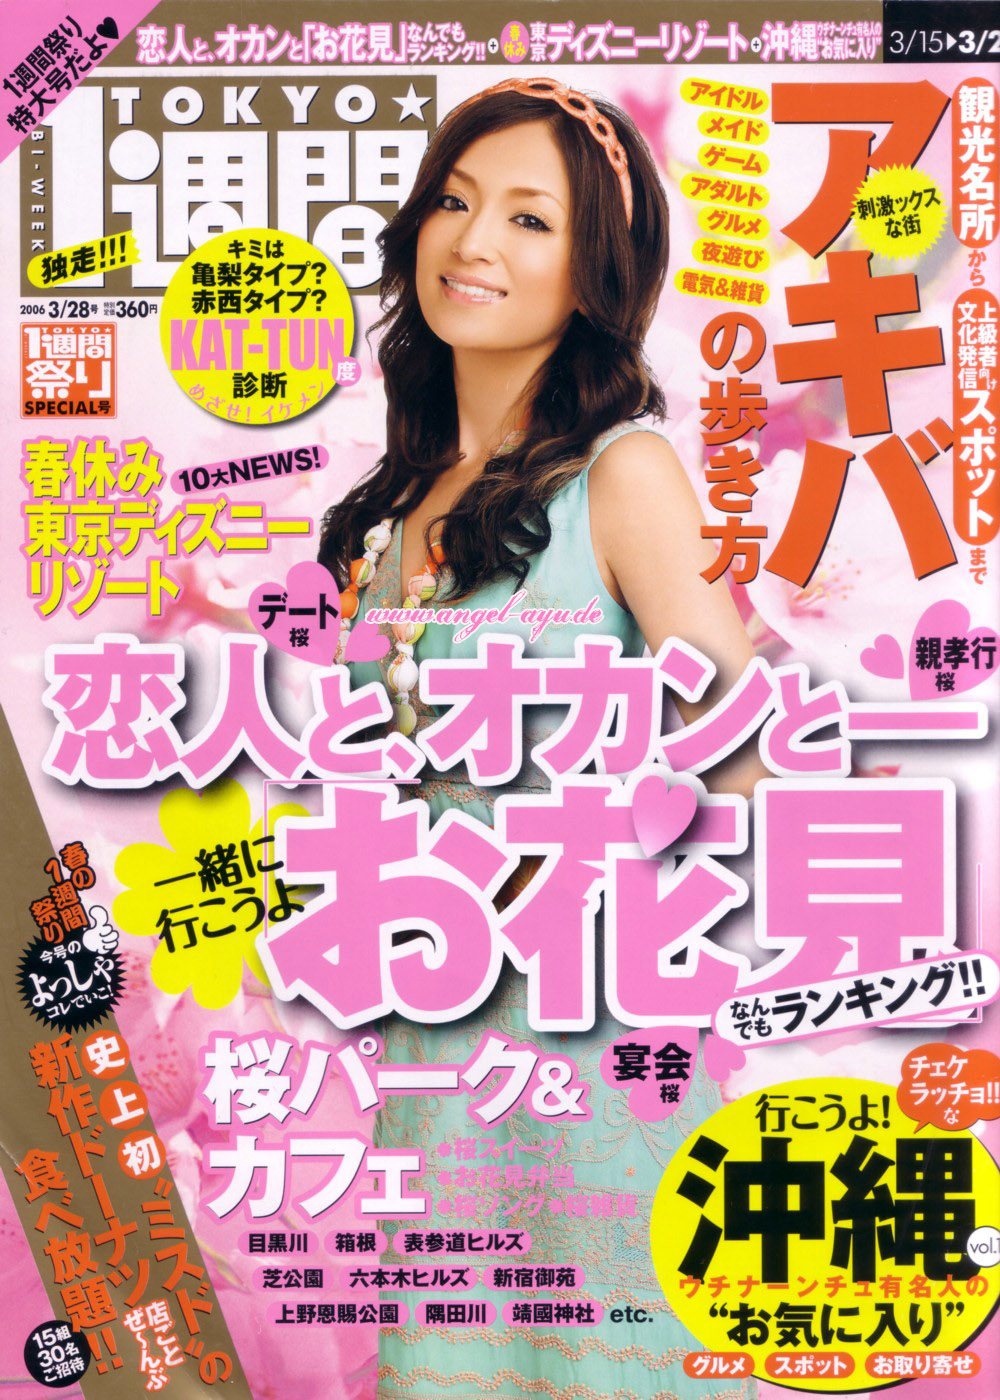 1週間祭り
特大号だよ♥
恋人と、オカンと「お花見」なんでもランキング!!+春休み東京ディズニーリゾート+沖縄ウチナーンチュ有名人の“お気に入り”
3/15▶3/2
TOKYO★
1週間
BI-WEEK
独走!!!
2006 3/28号 特別定価360円
TOKYO★
1週間
祭り
SPECIAL号
キミは
亀梨タイプ?
赤西タイプ?
KAT-TUN度
診断
めざせ!イケメン
アイドル
メイド
ゲーム
アダルト
グルメ
夜遊び
電気&雑貨
アキバ
の歩き方
刺激ックス
な街
観光名所から
上級者向け
文化発信スポットまで
春休み
10大NEWS!
東京ディズニー
リゾート
www.angel-ayu.de
デート
桜
親孝行
桜
恋人と、オカンと—
一緒に
行こうよ
「お花見」
なんでもランキング!!
春の
1週間
祭り
今号の
よっしゃ
コレでいこ!
史上初
“ミスド”の
新作ドーナツ
食べ放題!!
店ごと
ぜ〜んぶ
15組
30名
ご招待
桜パーク&
カフェ
宴会
桜
●桜スイーツ
●お花見弁当
●桜ソング●桜雑貨
目黒川 箱根 表参道ヒルズ
芝公園 六本木ヒルズ 新宿御苑
上野恩賜公園 隅田川 靖國神社 etc.
チェケ
ラッチョ!!
な
行こうよ!
沖縄
vol.1
ウチナーンチュ有名人の
“お気に入り”
グルメ スポット お取り寄せ